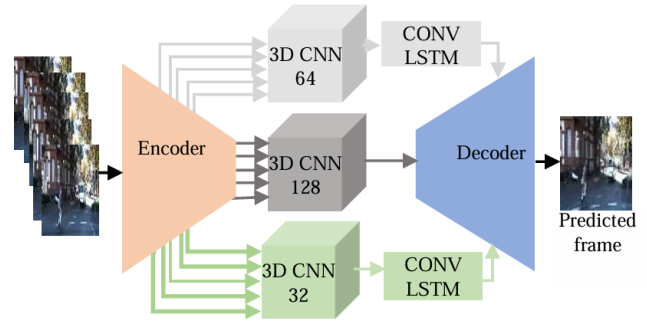 3D CNN
64
CONV
LSTM
Encoder
3D CNN
128
Decoder
Predicted
frame
3D CNN
32
CONV
LSTM